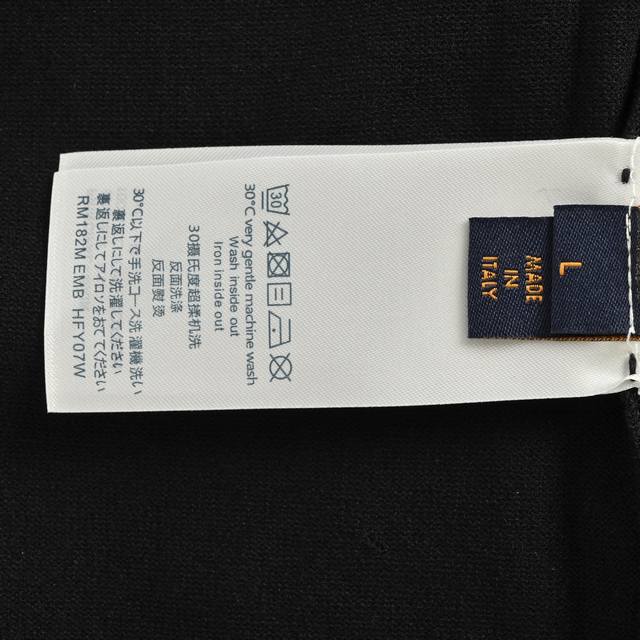 30
30°C very gentle machine wash
Wash inside out
Iron inside out
30摄氏度超揉机洗
反面洗涤
反面熨烫
30°C以下で手洗コース洗濯機洗い
裏返しにして洗濯してください
裏返しにしてアイロンをおてください
RM182M EMB HFY07W
L
MADE
IN
ITALY